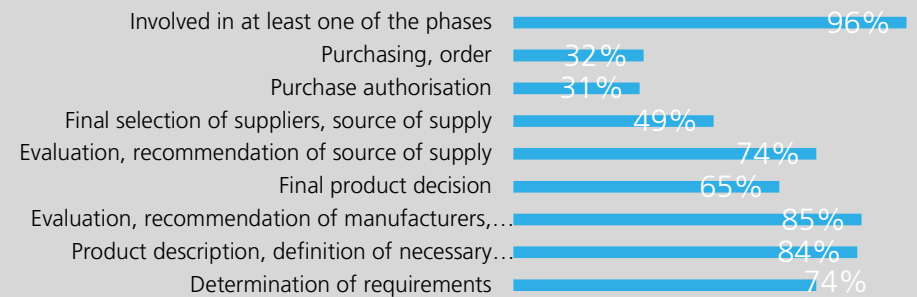 Involved in at least one of the phases 96%
Purchasing, order 32%
Purchase authorisation 31%
Final selection of suppliers, source of supply 49%
Evaluation, recommendation of source of supply 74%
Final product decision 65%
Evaluation, recommendation of manufacturers,… 85%
Product description, definition of necessary… 84%
Determination of requirements 74%